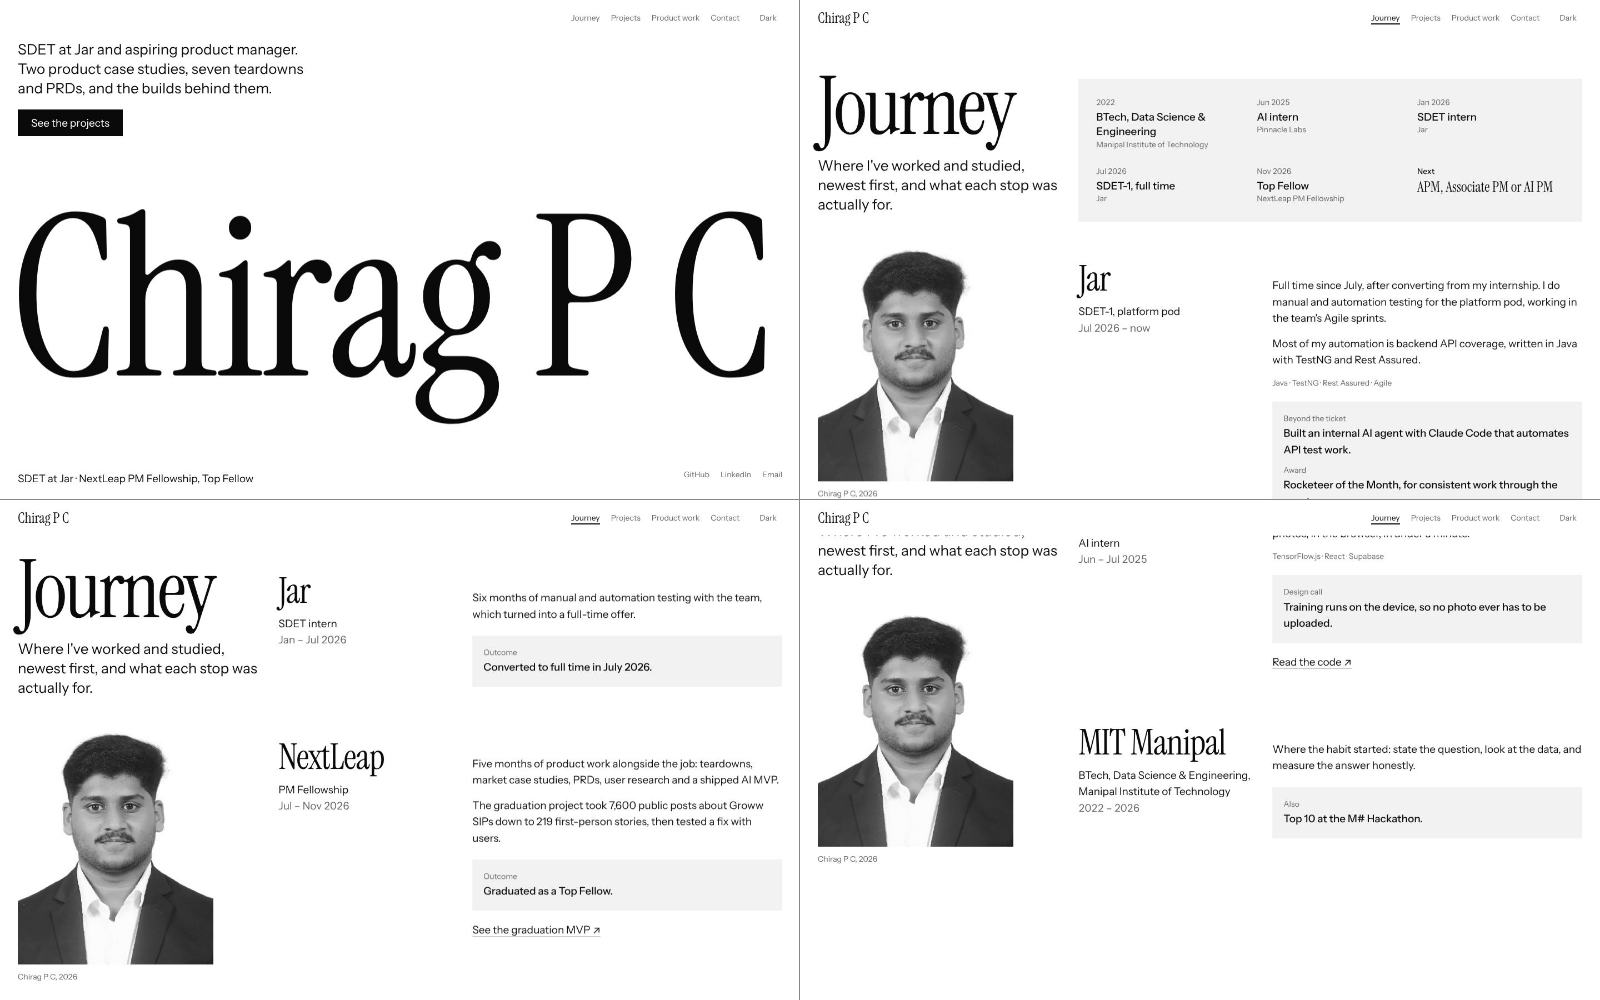 Journey Projects Product work Contact Dark
SDET at Jar and aspiring product manager.
Two product case studies, seven teardowns
and PRDs, and the builds behind them.
See the projects
Chirag P C
SDET at Jar · NextLeap PM Fellowship, Top Fellow
GitHub LinkedIn Email
Chirag P C
Journey Projects Product work Contact Dark
Journey
Where I've worked and studied,
newest first, and what each stop was
actually for.
2022
BTech, Data Science &
Engineering
Manipal Institute of Technology
Jun 2025
AI intern
Pinnacle Labs
Jan 2026
SDET intern
Jar
Jul 2026
SDET-1, full time
Jar
Nov 2026
Top Fellow
NextLeap PM Fellowship
Next
APM, Associate PM or AI PM
Chirag P C, 2026
Jar
SDET-1, platform pod
Jul 2026 – now
Full time since July, after converting from my internship. I do
manual and automation testing for the platform pod, working in
the team's Agile sprints.
Most of my automation is backend API coverage, written in Java
with TestNG and Rest Assured.
Java · TestNG · Rest Assured · Agile
Beyond the ticket
Built an internal AI agent with Claude Code that automates
API test work.
Award
Rocketeer of the Month, for consistent work through the
Chirag P C
Journey Projects Product work Contact Dark
Journey
Where I've worked and studied,
newest first, and what each stop was
actually for.
Chirag P C, 2026
Jar
SDET intern
Jan – Jul 2026
Six months of manual and automation testing with the team,
which turned into a full-time offer.
Outcome
Converted to full time in July 2026.
NextLeap
PM Fellowship
Jul – Nov 2026
Five months of product work alongside the job: teardowns,
market case studies, PRDs, user research and a shipped AI MVP.
The graduation project took 7,600 public posts about Groww
SIPs down to 219 first-person stories, then tested a fix with
users.
Outcome
Graduated as a Top Fellow.
See the graduation MVP ↗
Chirag P C
Journey Projects Product work Contact Dark
newest first, and what each stop was
actually for.
Chirag P C, 2026
AI intern
Jun – Jul 2025
photos, in the browser, in under a minute.
TensorFlow.js · React · Supabase
Design call
Training runs on the device, so no photo ever has to be
uploaded.
Read the code ↗
MIT Manipal
BTech, Data Science & Engineering,
Manipal Institute of Technology
2022 – 2026
Where the habit started: state the question, look at the data, and
measure the answer honestly.
Also
Top 10 at the M# Hackathon.